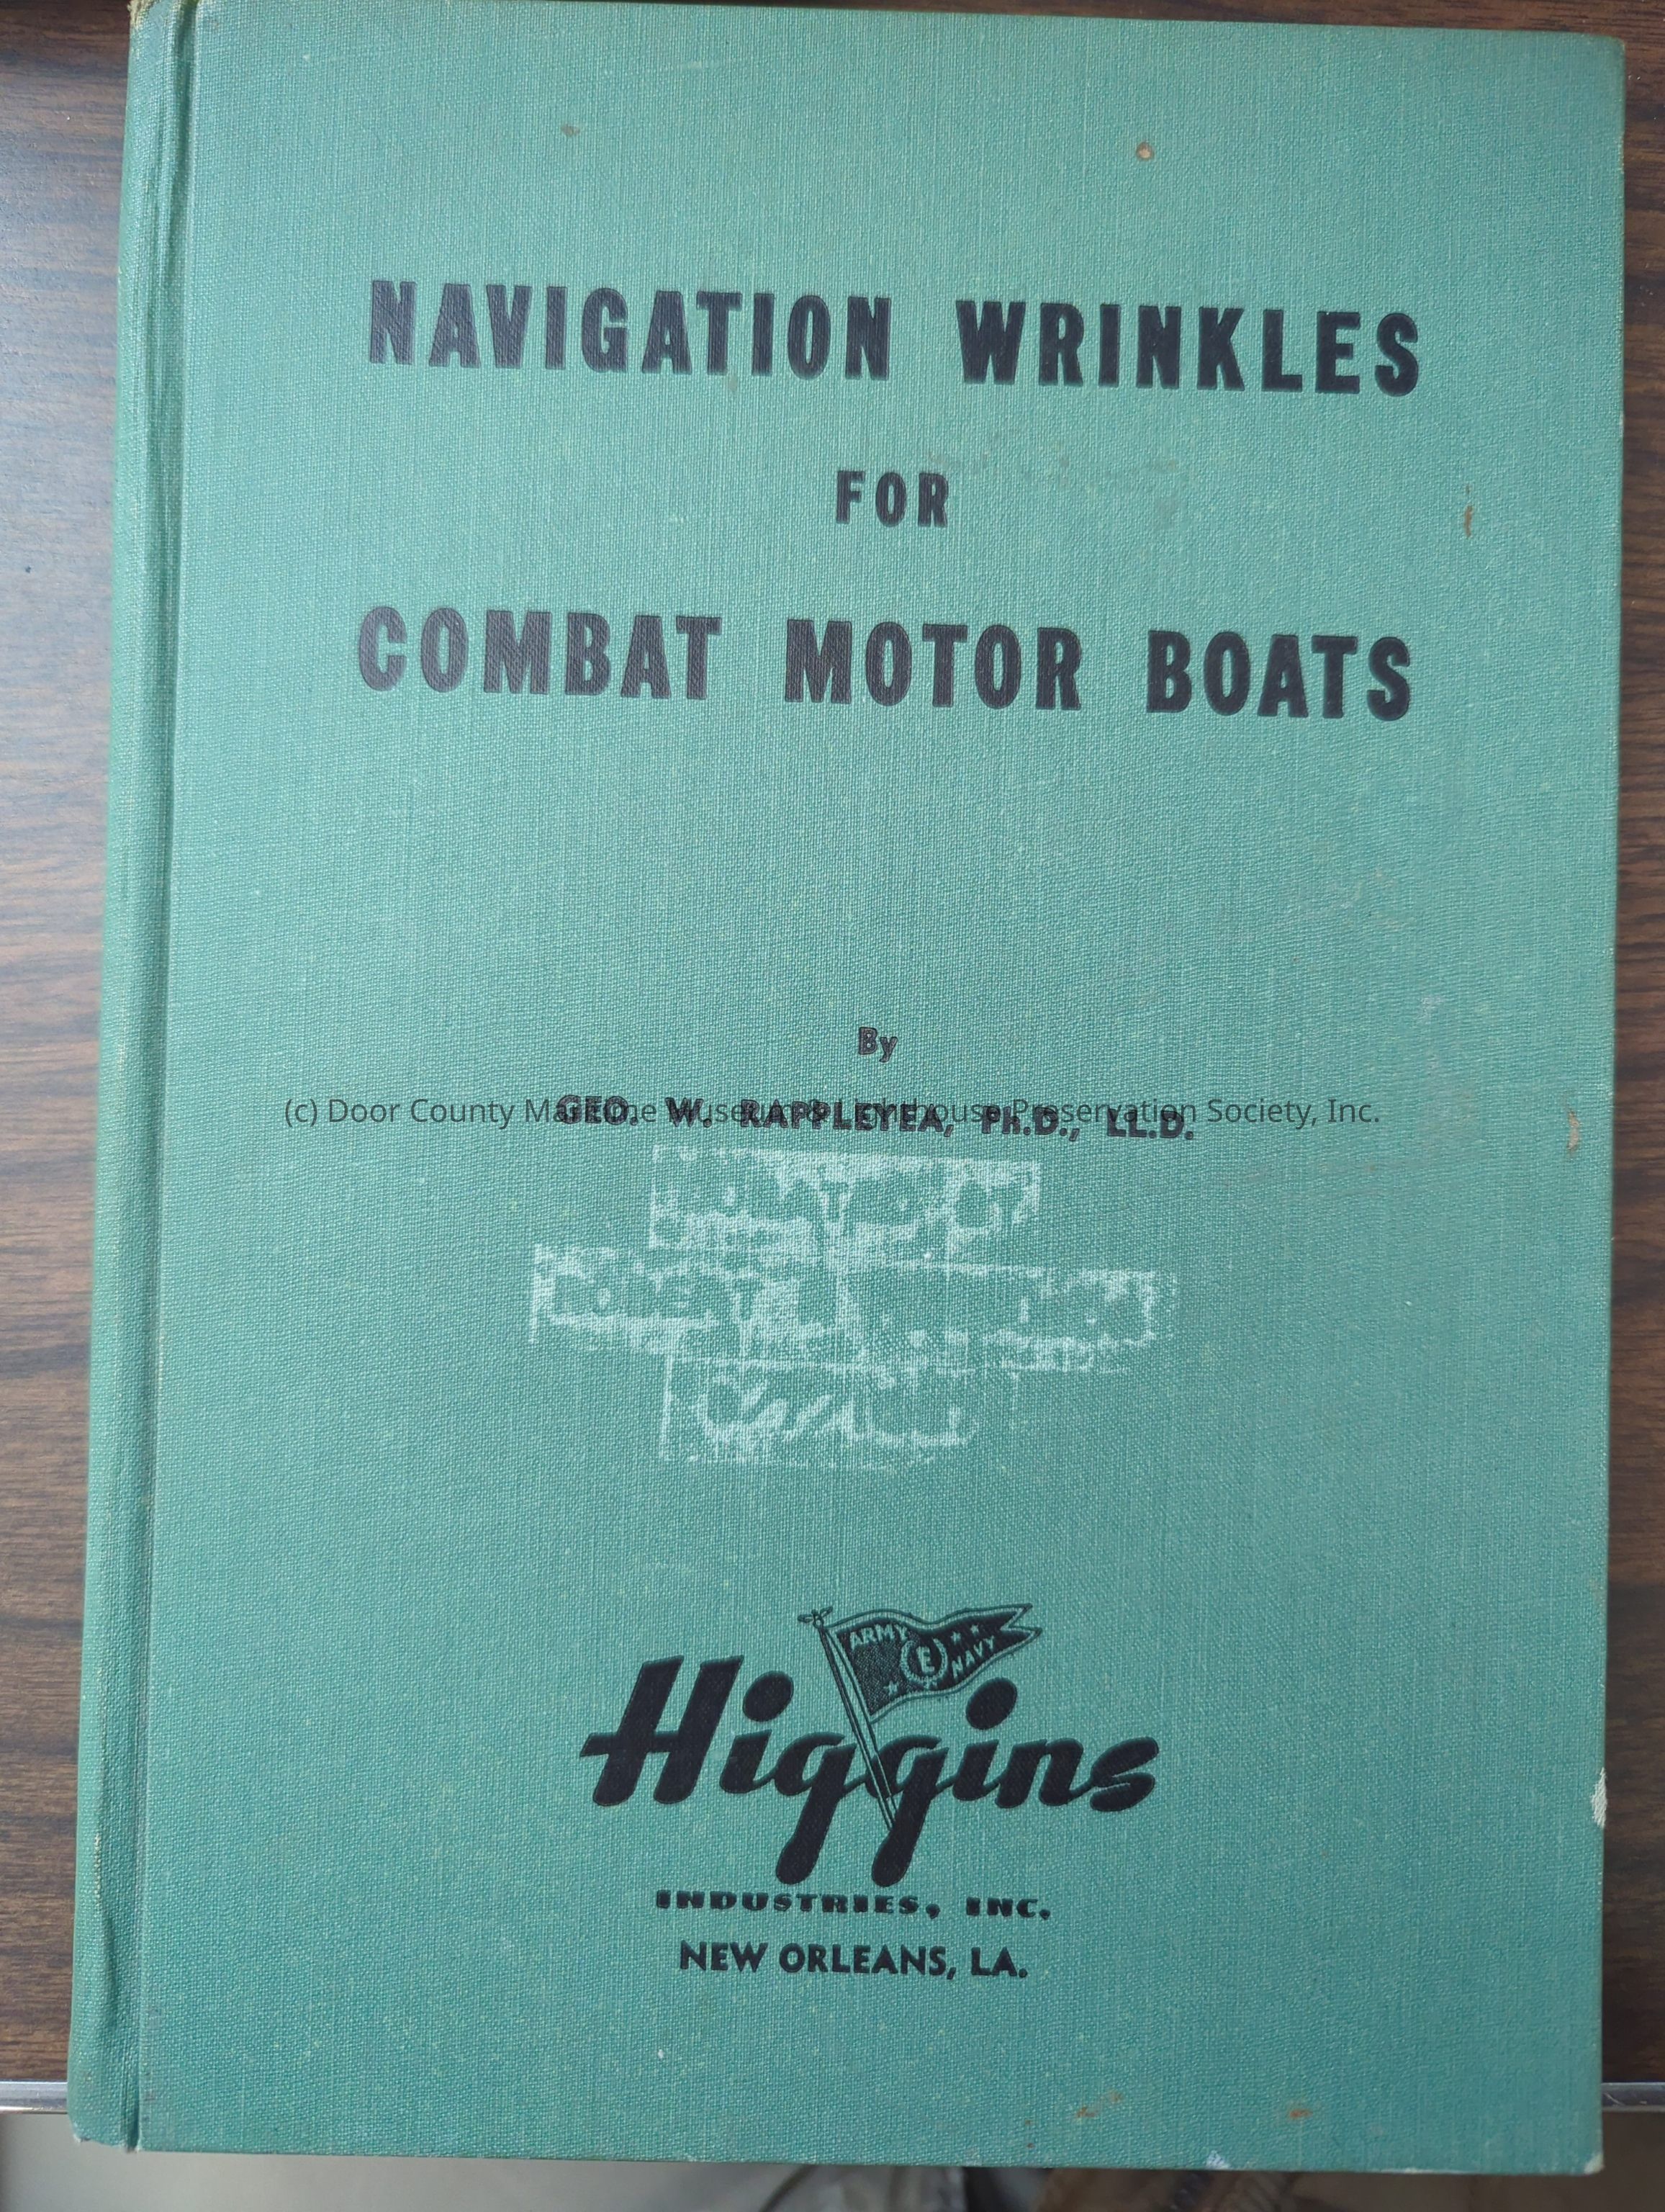 NAVIGATION WRINKLES
FOR
COMBAT MOTOR BOATS
By
GEO. W. RAPPLEYEA, PH.D., LL.D.
(c) Door County Maritime Museum & Lighthouse Preservation Society, Inc.
ROBERT
ARMY
E
NAVY
Higgins
INDUSTRIES, INC.
NEW ORLEANS, LA.